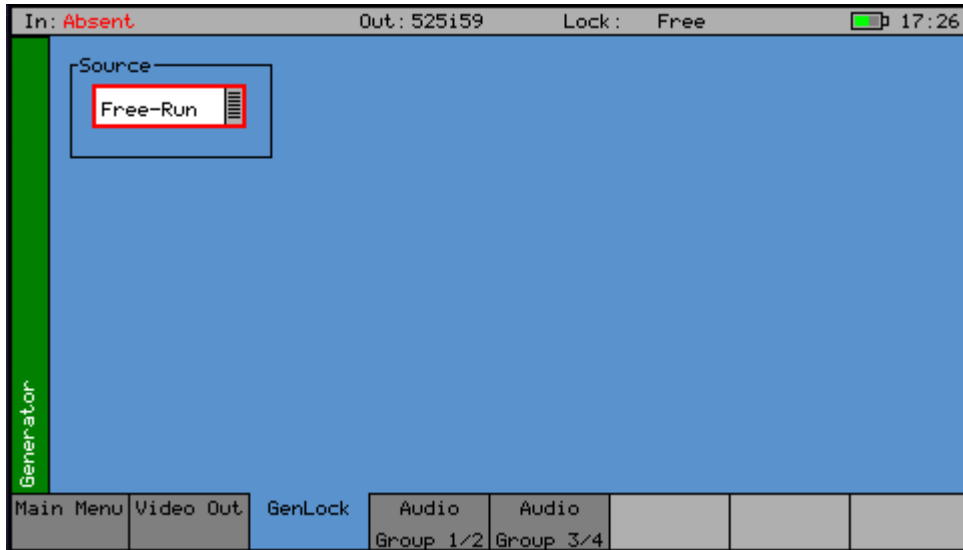 In: Absent Out: 525i59 Lock: Free 17:26
Source
Free-Run
Generator
Main Menu Video Out GenLock Audio Group 1/2 Audio Group 3/4